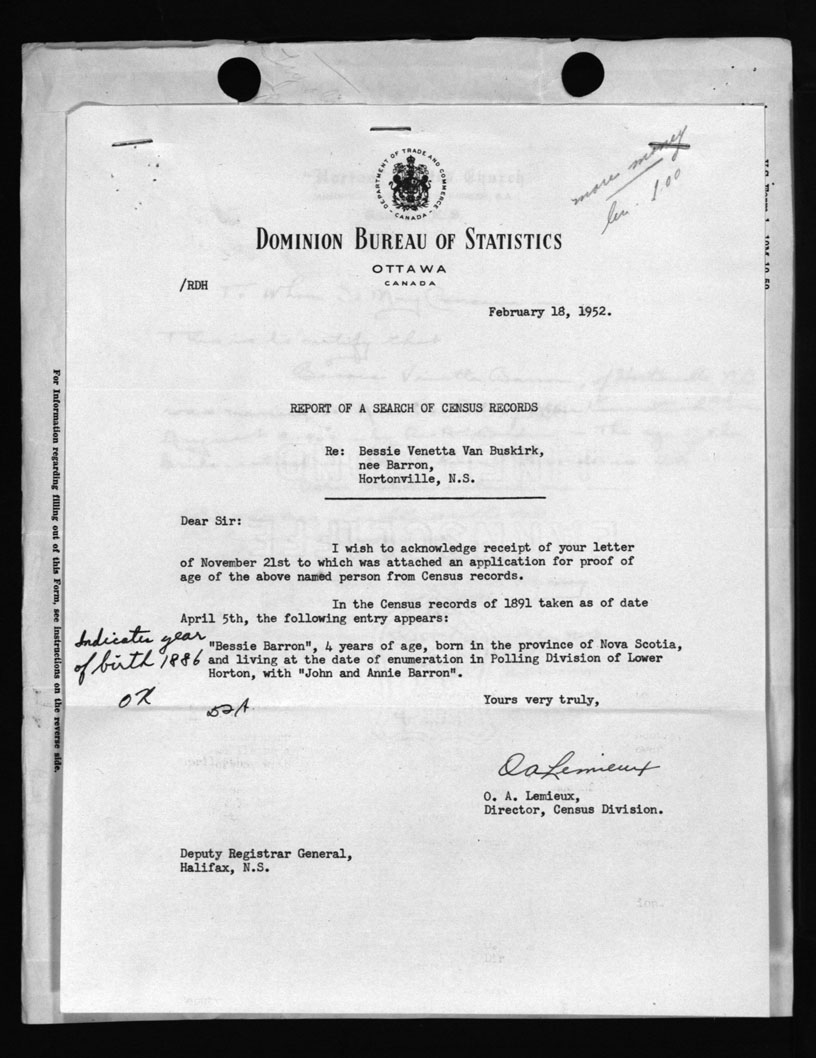 more money
1.00
DEPARTMENT OF TRADE AND COMMERCE
CANADA
DOMINION BUREAU OF STATISTICS
OTTAWA
CANADA
/RDH
February 18, 1952.
REPORT OF A SEARCH OF CENSUS RECORDS
Re: Bessie Venetta Van Buskirk,
nee Barron,
Hortonville, N.S.
Dear Sir:
I wish to acknowledge receipt of your letter
of November 21st to which was attached an application for proof of
age of the above named person from Census records.
In the Census records of 1891 taken as of date
April 5th, the following entry appears:
Indicates year
of birth 1886
OK
"Bessie Barron", 4 years of age, born in the province of Nova Scotia,
and living at the date of enumeration in Polling Division of Lower
Horton, with "John and Annie Barron".
Yours very truly,
O A Lemieux
O. A. Lemieux,
Director, Census Division.
Deputy Registrar General,
Halifax, N.S.
For Information regarding filling out of this Form, see instructions on the reverse side.